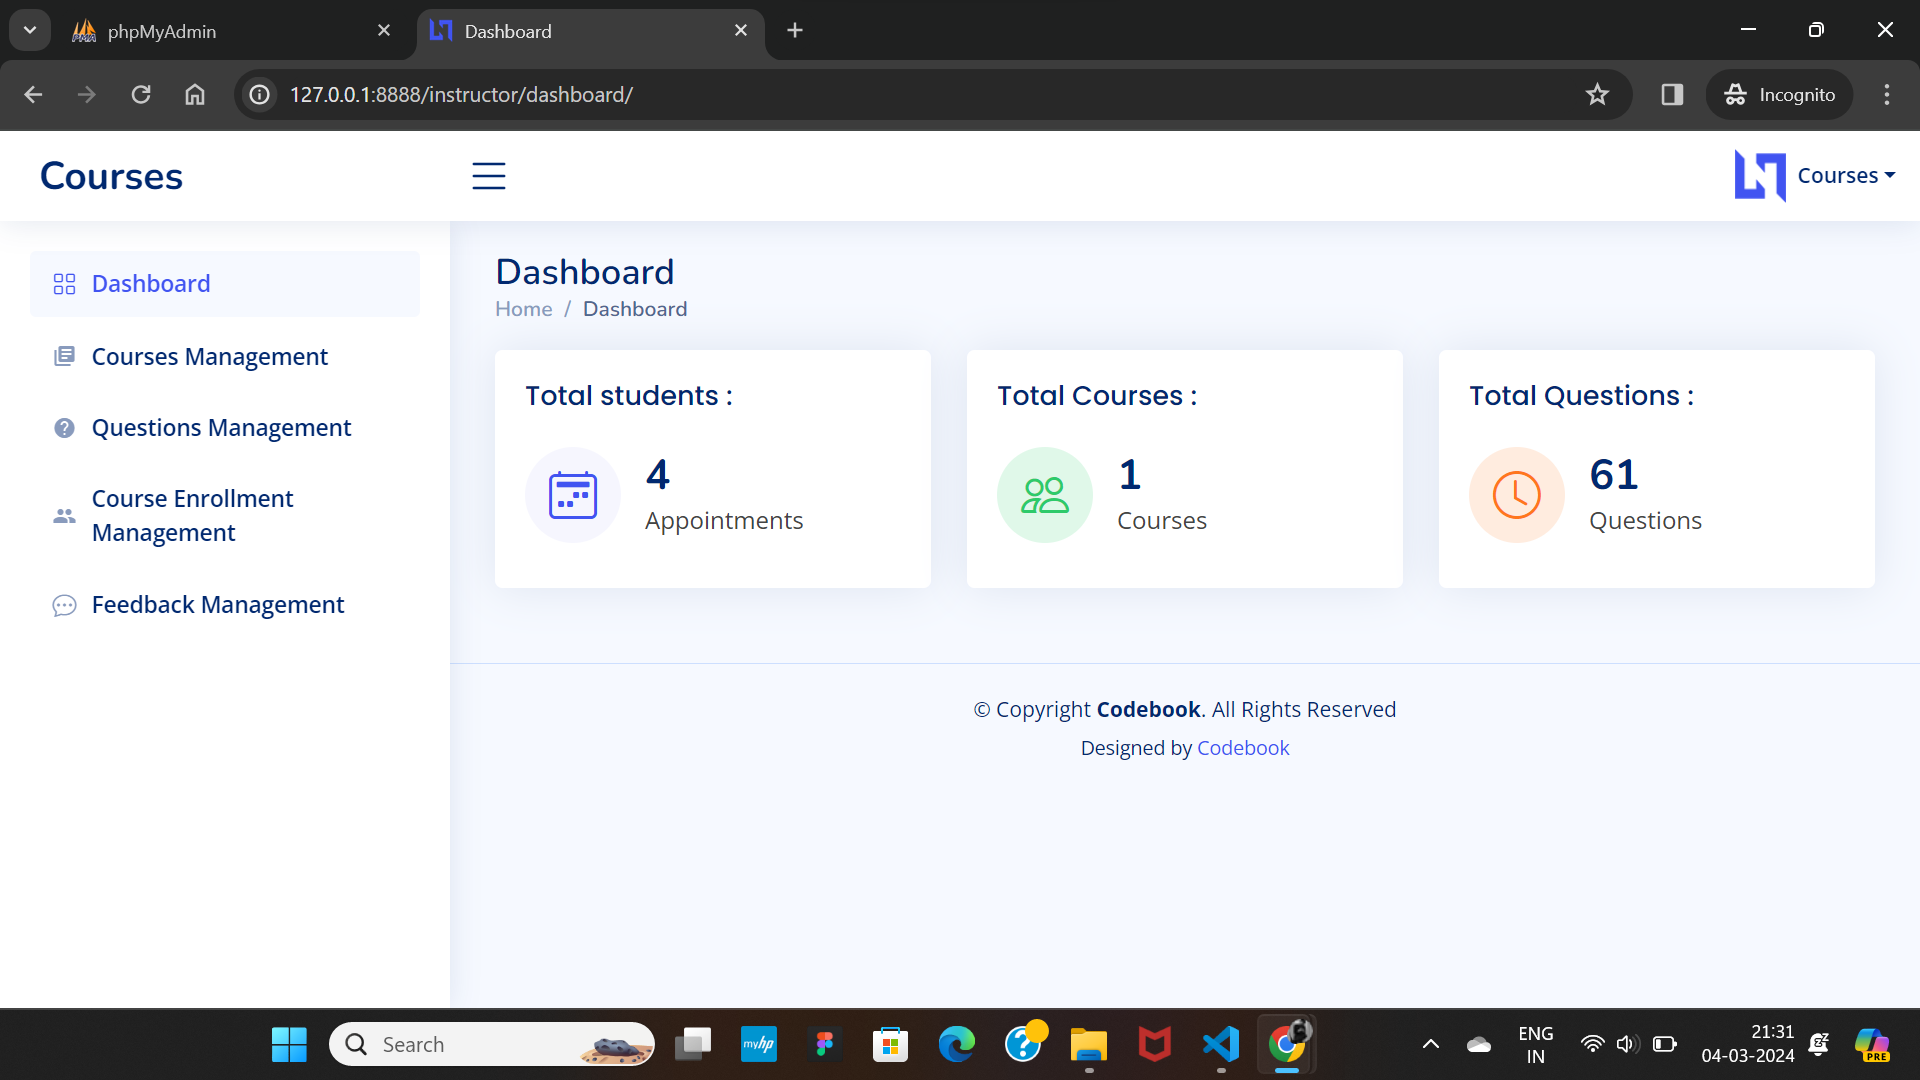 phpMyAdmin
Dashboard
127.0.0.1:8888/instructor/dashboard/
Incognito
Courses
Courses
Dashboard
Courses Management
Questions Management
Course Enrollment
Management
Feedback Management
Dashboard
Home / Dashboard
Total students :
4
Appointments
Total Courses :
1
Courses
Total Questions :
61
Questions
© Copyright Codebook. All Rights Reserved
Designed by Codebook
Search
myhp
ENG
IN
21:31
04-03-2024
PRE